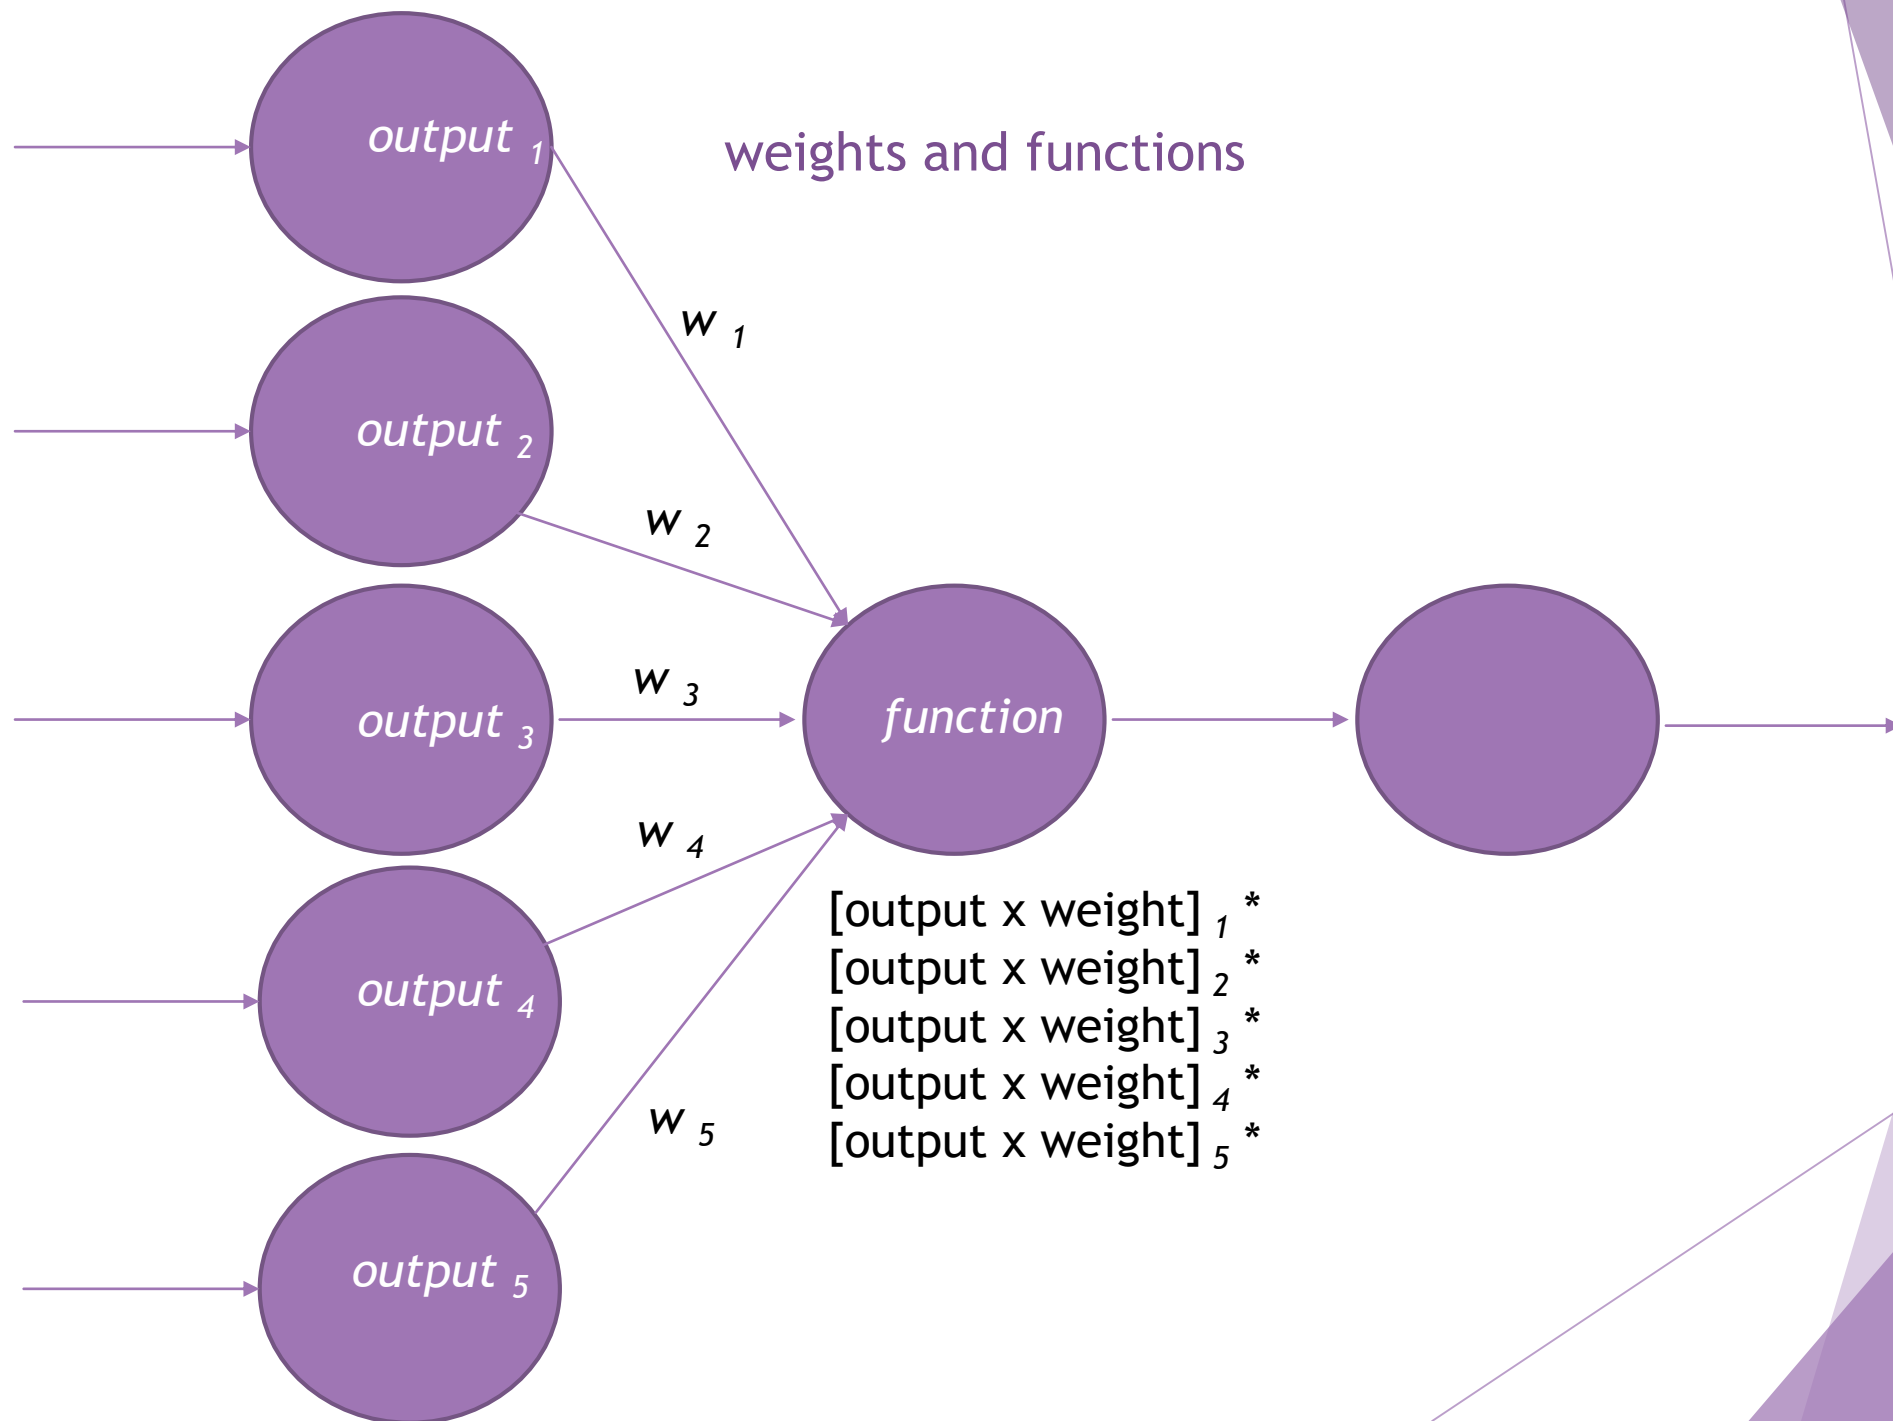 weights and functions
output 1
w 1
output 2
w 2
w 3
output 3
function
w 4
[output x weight] 1 *
[output x weight] 2 *
[output x weight] 3 *
[output x weight] 4 *
[output x weight] 5 *
output 4
w 5
output 5